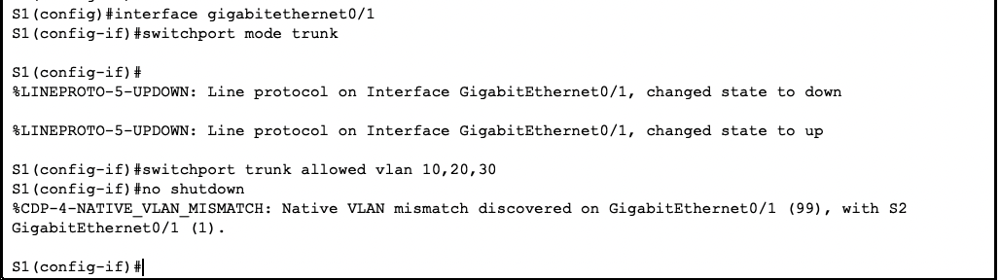 S1(config)#interface gigabitethernet0/1
S1(config-if)#switchport mode trunk
S1(config-if)#
%LINEPROTO-5-UPDOWN: Line protocol on Interface GigabitEthernet0/1, changed state to down
%LINEPROTO-5-UPDOWN: Line protocol on Interface GigabitEthernet0/1, changed state to up
S1(config-if)#switchport trunk allowed vlan 10,20,30
S1(config-if)#no shutdown
%CDP-4-NATIVE_VLAN_MISMATCH: Native VLAN mismatch discovered on GigabitEthernet0/1 (99), with S2
GigabitEthernet0/1 (1).
S1(config-if)#